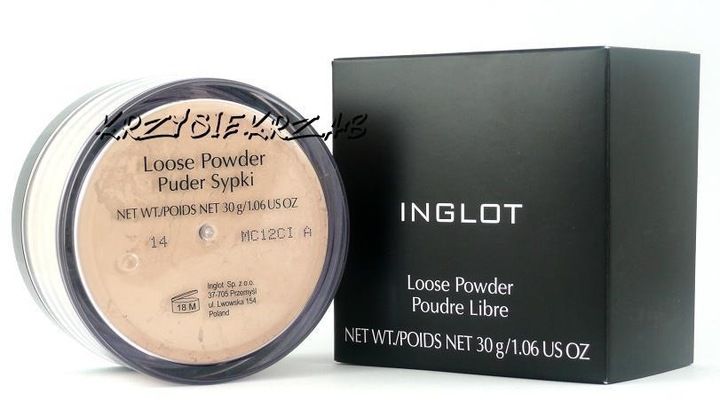 KRZYSIEKRZ46
Loose Powder
Puder Sypki
NET WT./POIDS NET 30 g/1.06 US OZ
14 MC12CI A
18 M
Inglot Sp. z o.o.
37-705 Przemyśl
ul. Lwowska 154
Poland
INGLOT
Loose Powder
Poudre Libre
NET WT./POIDS NET 30 g/1.06 US OZ